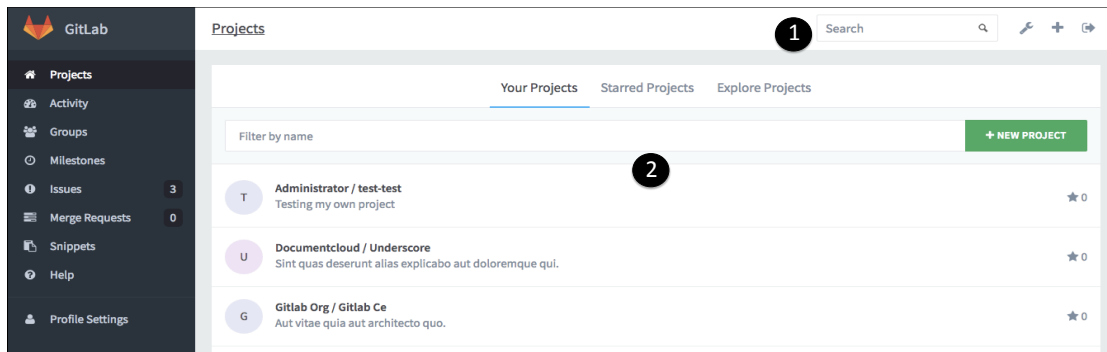 GitLab
Projects
Activity
Groups
Milestones
Issues 3
Merge Requests 0
Snippets
Help
Profile Settings
Projects
1
Search
Your Projects Starred Projects Explore Projects
Filter by name
+ NEW PROJECT
2
T
Administrator / test-test
Testing my own project
0
U
Documentcloud / Underscore
Sint quas deserunt alias explicabo aut doloremque qui.
0
G
Gitlab Org / Gitlab Ce
Aut vitae quia aut architecto quo.
0